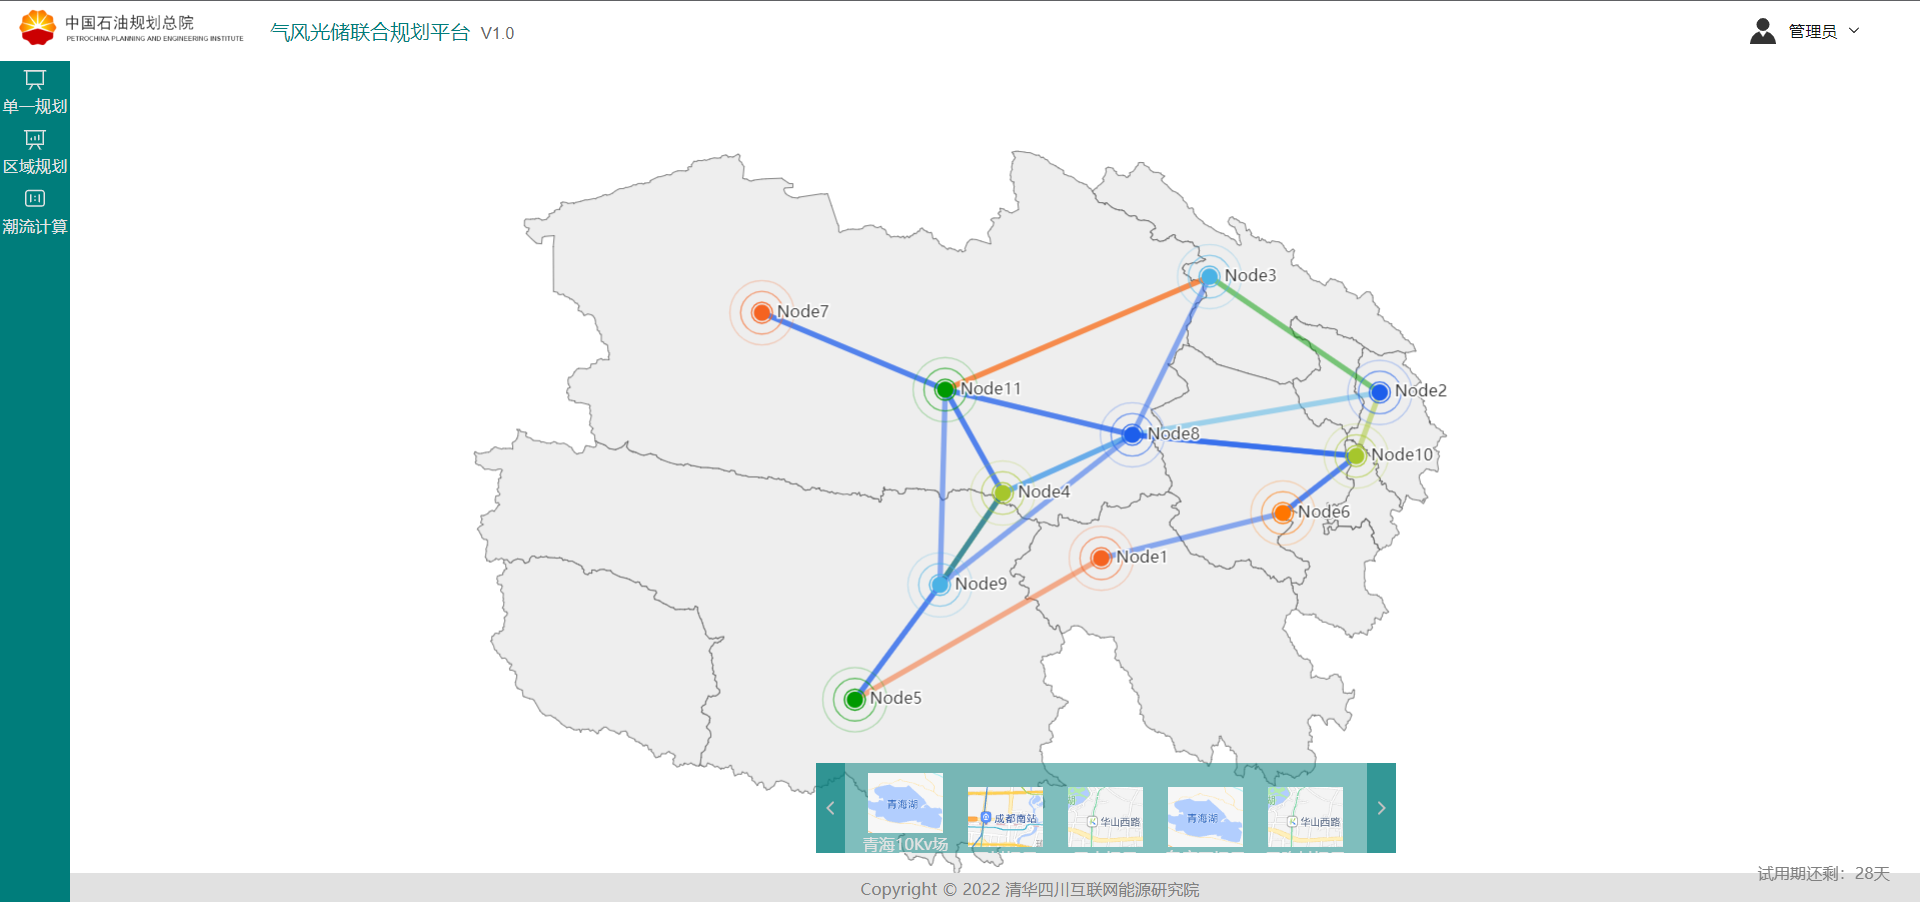 中国石油规划总院
PETROCHINA PLANNING AND ENGINEERING INSTITUTE
气风光储联合规划平台 V1.0
管理员
单一规划
区域规划
潮流计算
Node3
Node7
Node11
Node2
Node8
Node10
Node4
Node6
Node1
Node9
Node5
青海湖
成都南站
华山西路
青海湖
华山西路
青海10Kv场
试用期还剩：28天
Copyright © 2022 清华四川互联网能源研究院